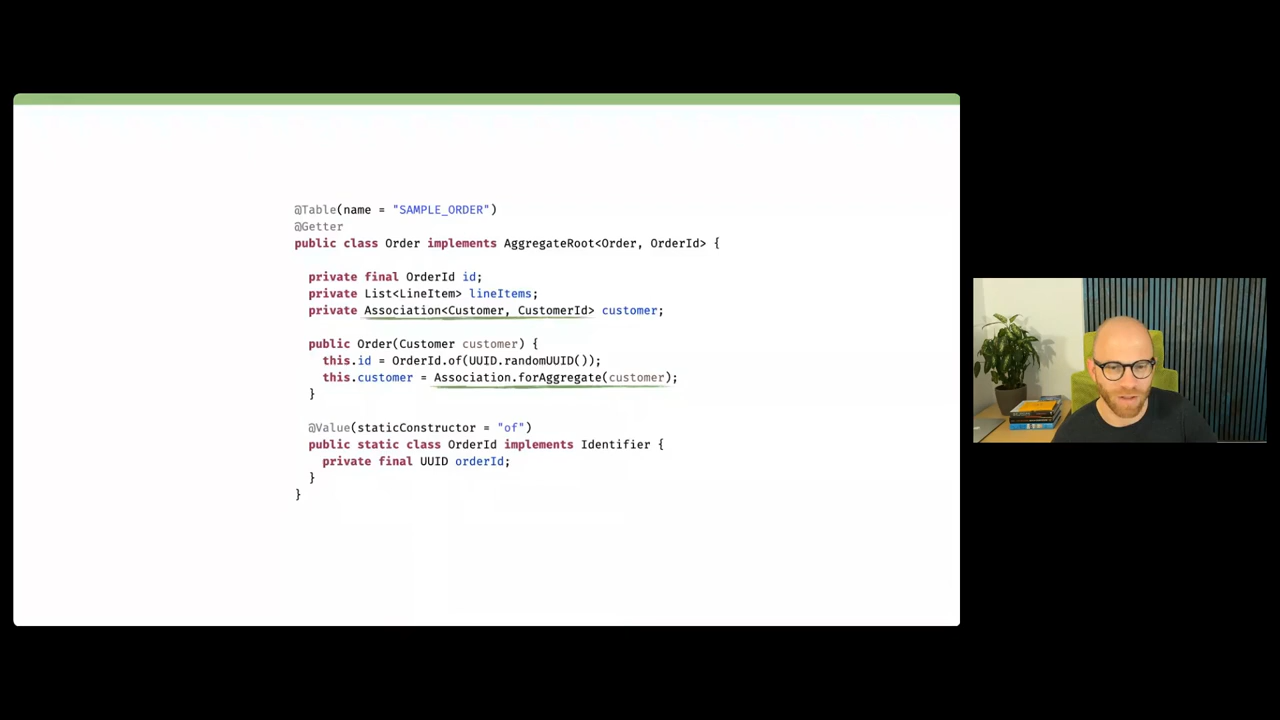 @Table(name = "SAMPLE_ORDER")
@Getter
public class Order implements AggregateRoot<Order, OrderId> {
private final OrderId id;
private List<LineItem> lineItems;
private Association<Customer, CustomerId> customer;
public Order(Customer customer) {
this.id = OrderId.of(UUID.randomUUID());
this.customer = Association.forAggregate(customer);
}
@Value(staticConstructor = "of")
public static class OrderId implements Identifier {
private final UUID orderId;
}
}